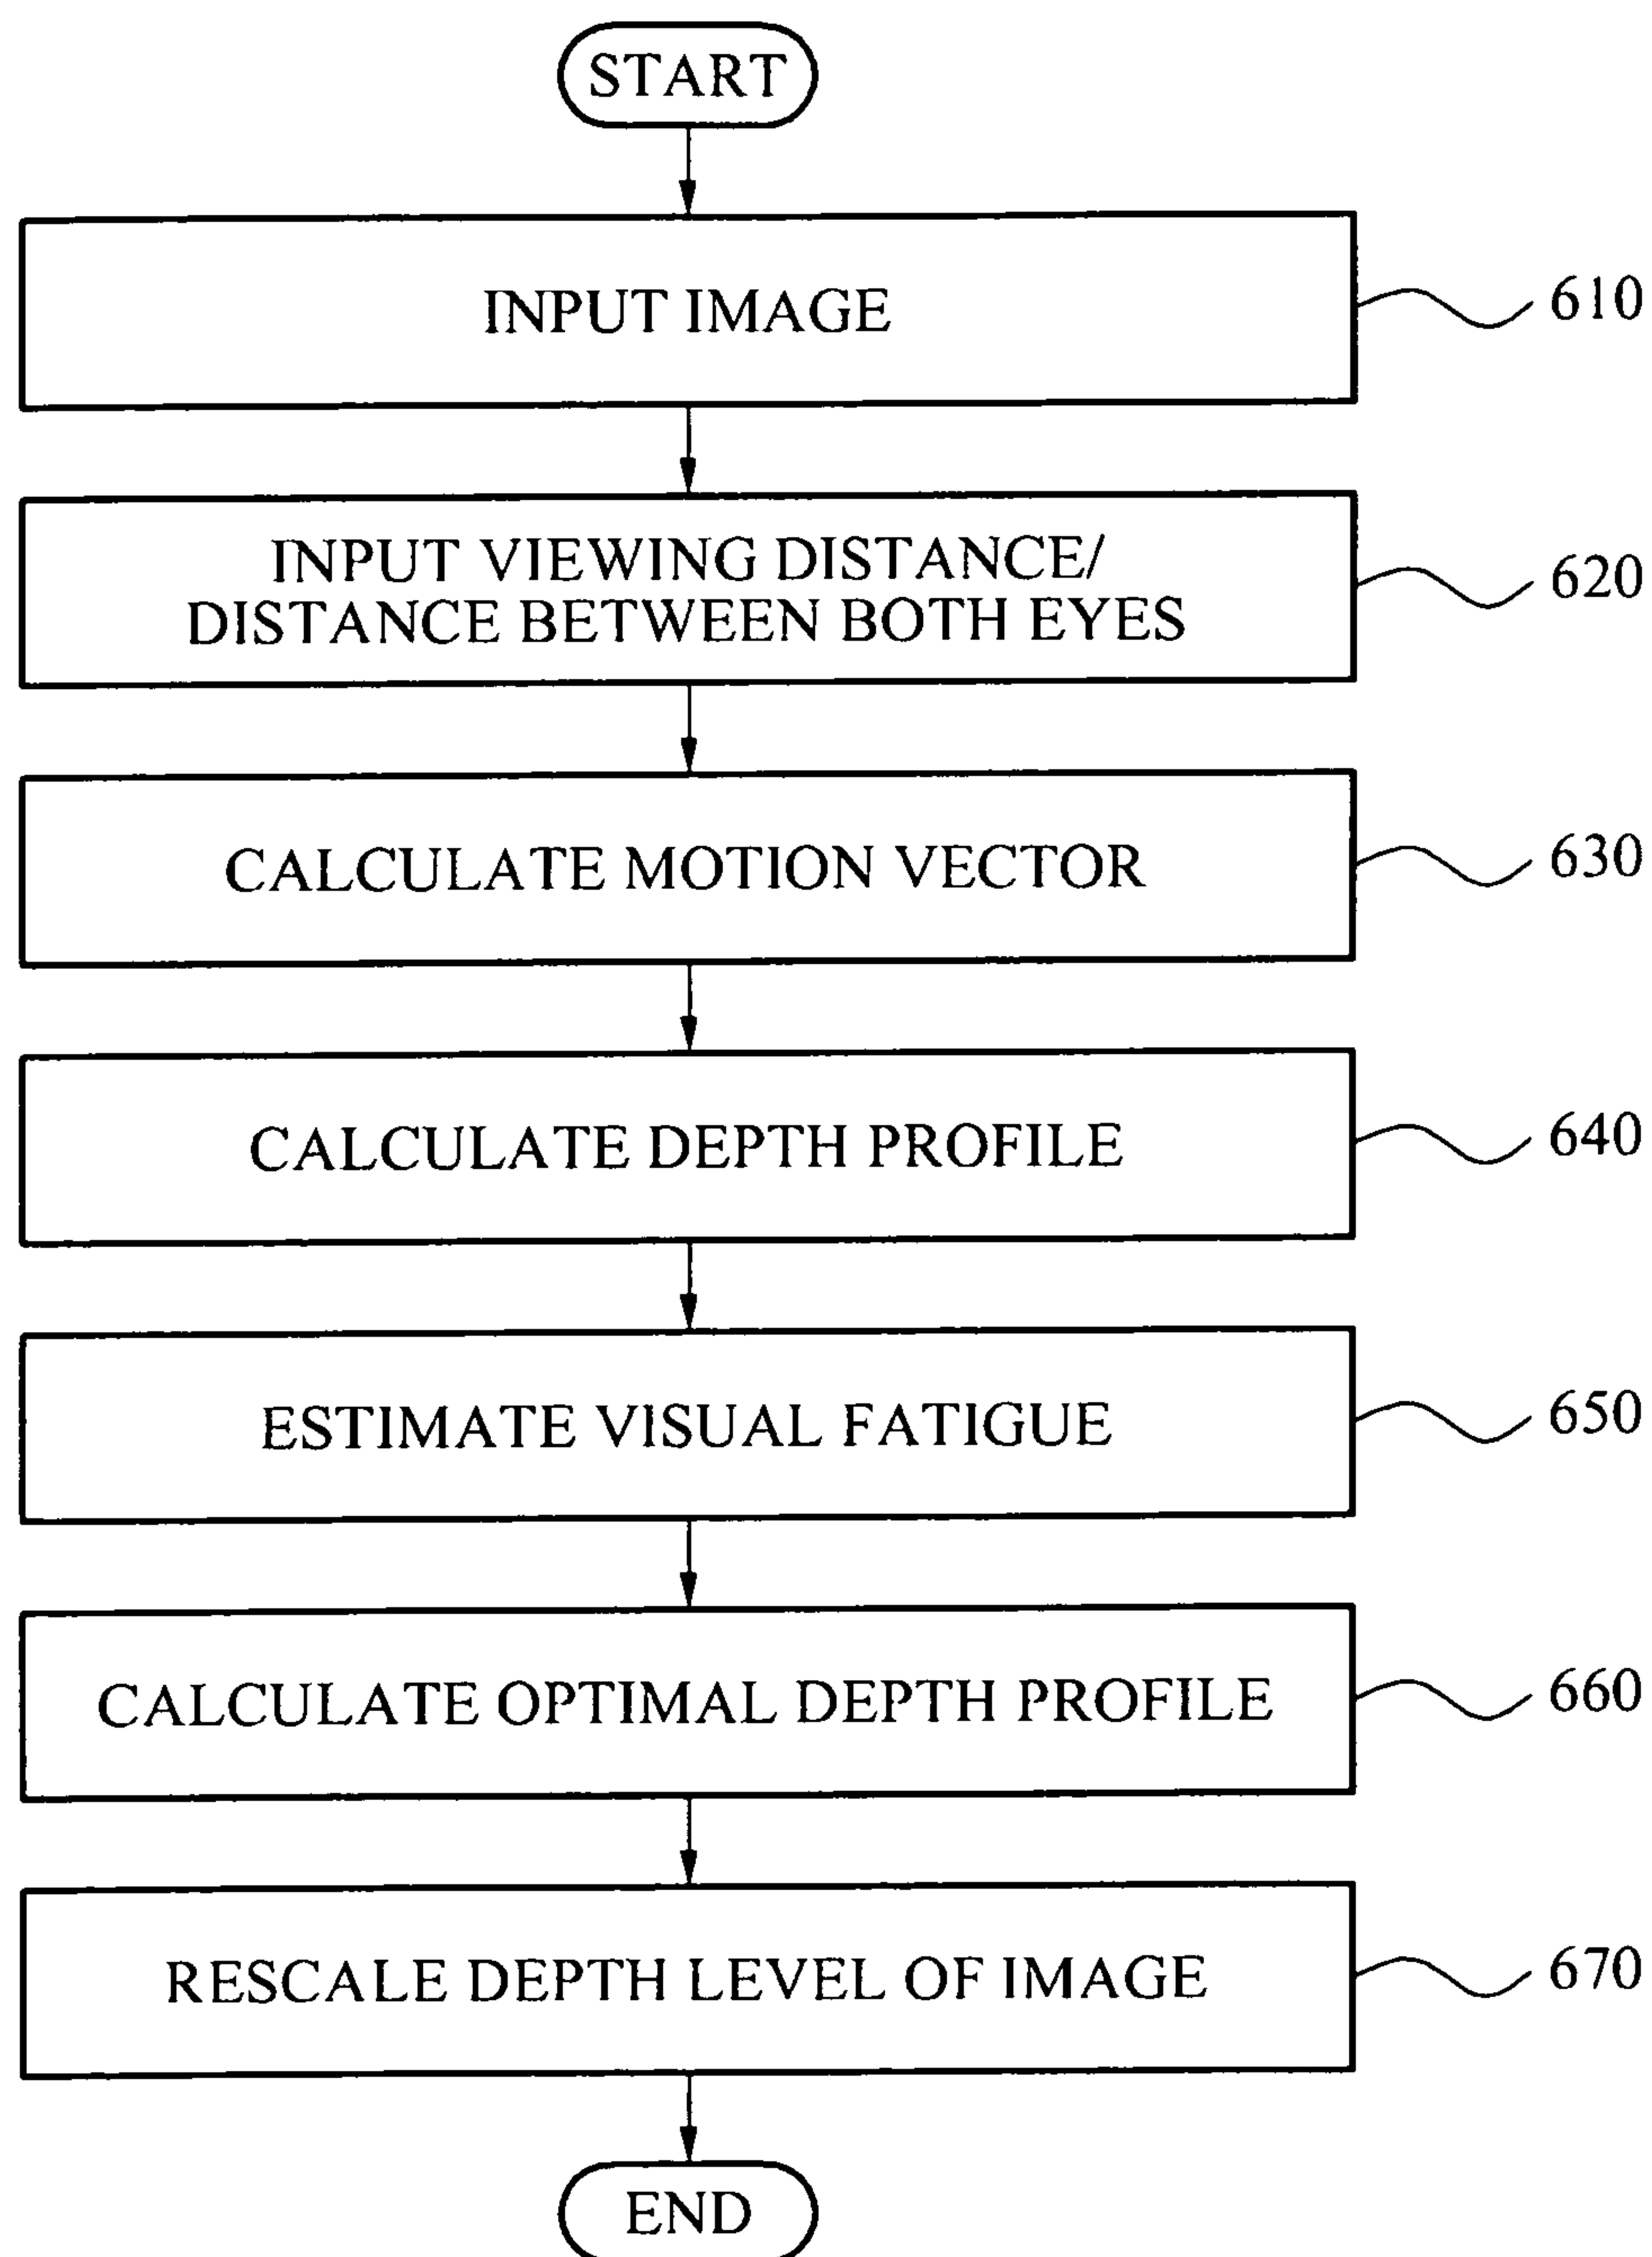 START
INPUT IMAGE
610
INPUT VIEWING DISTANCE/
DISTANCE BETWEEN BOTH EYES
620
CALCULATE MOTION VECTOR
630
CALCULATE DEPTH PROFILE
640
ESTIMATE VISUAL FATIGUE
650
CALCULATE OPTIMAL DEPTH PROFILE
660
RESCALE DEPTH LEVEL OF IMAGE
670
END